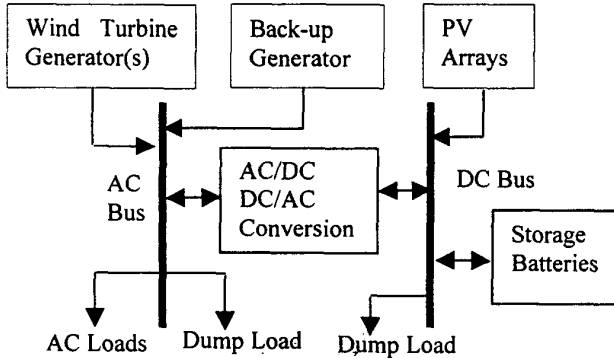 Wind Turbine
Generator(s)
Back-up
Generator
PV
Arrays
AC
Bus
AC/DC
DC/AC
Conversion
DC Bus
Storage
Batteries
AC Loads
Dump Load
Dump Load